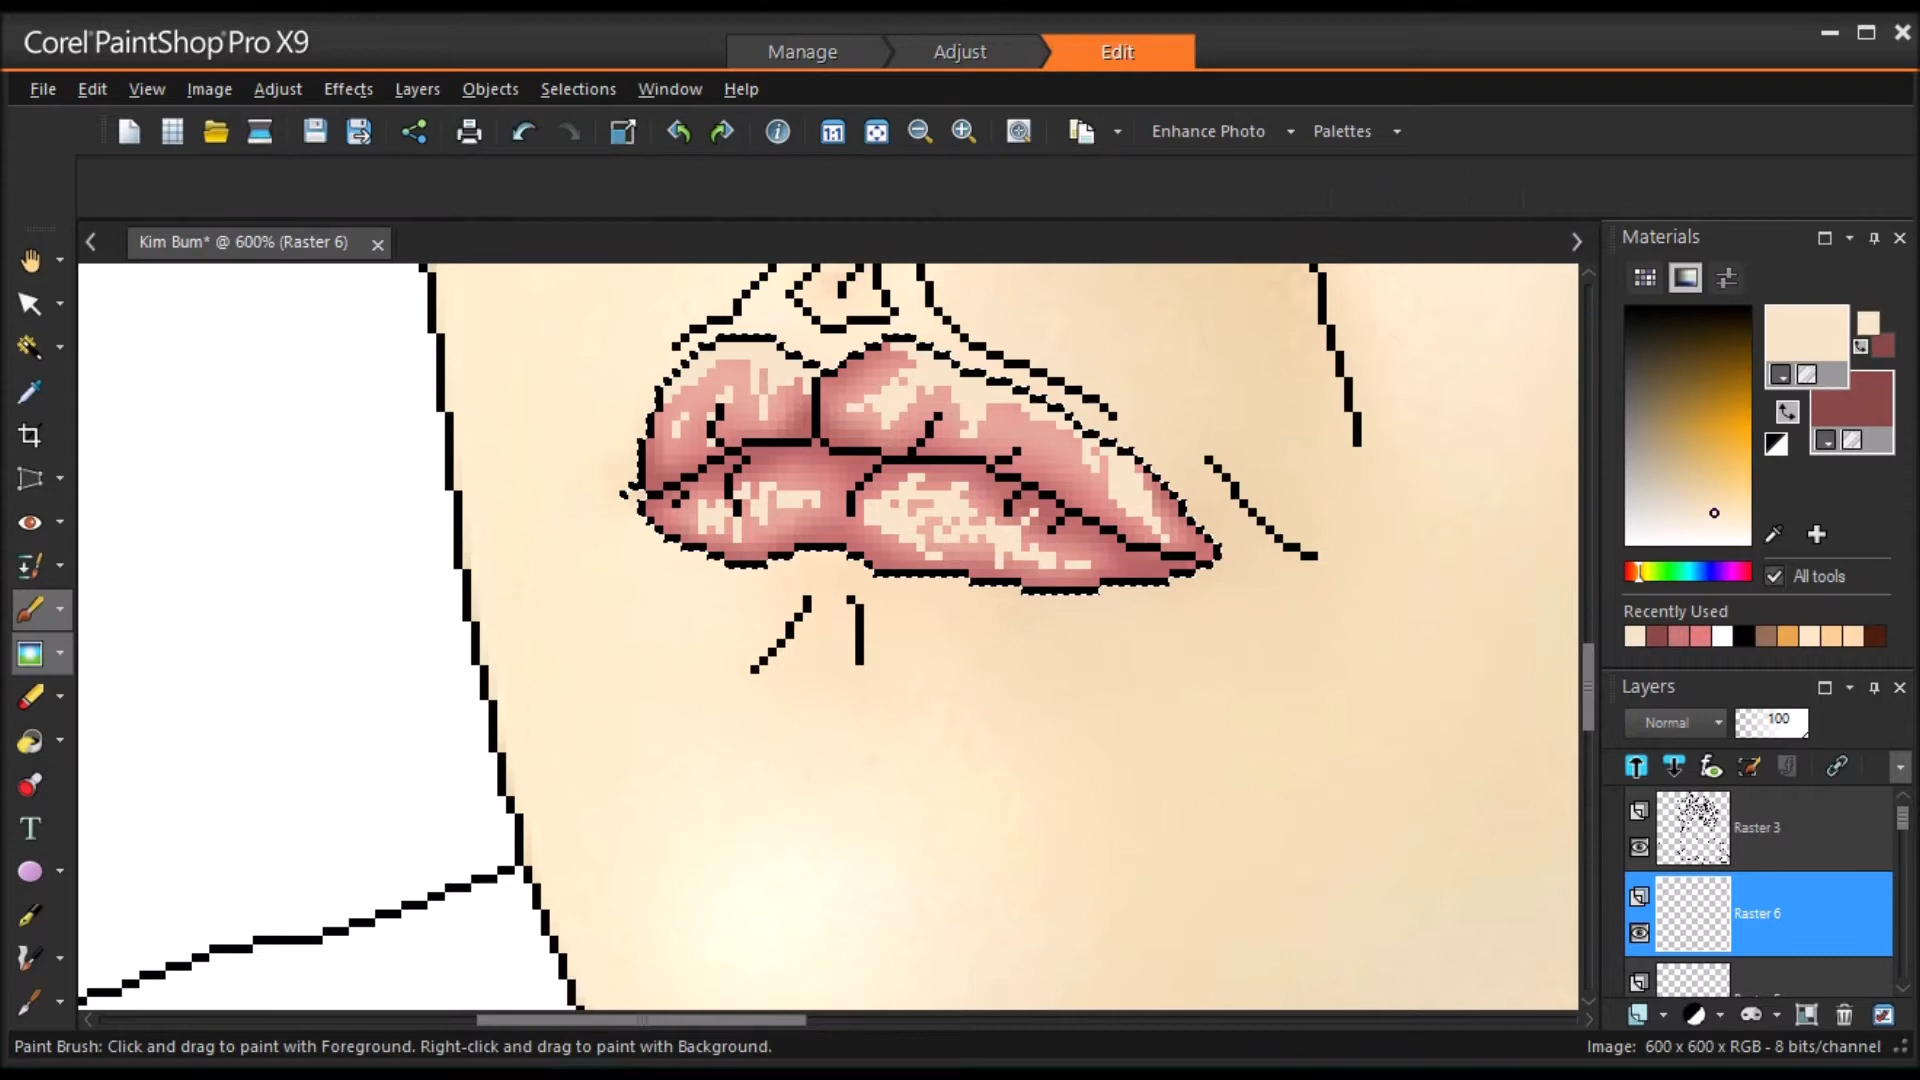 Corel PaintShop Pro X9
Manage
Adjust
Edit
File
Edit
View
Image
Adjust
Effects
Layers
Objects
Selections
Window
Help
1:1
Enhance Photo
Palettes
Kim Bum* @ 600% (Raster 6)
Materials
All tools
Recently Used
Layers
Normal
100
Raster 3
Raster 6
Paint Brush: Click and drag to paint with Foreground. Right-click and drag to paint with Background.
Image: 600 x 600 x RGB - 8 bits/channel